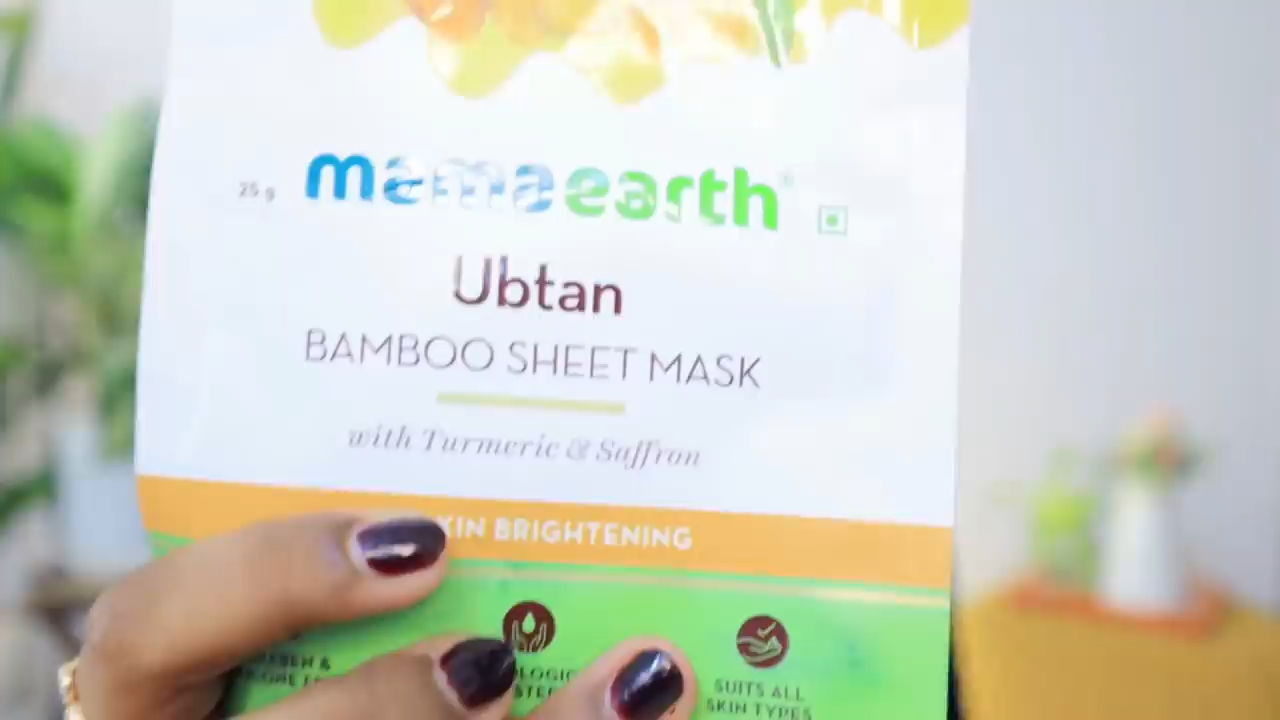 25 g
mamaearth
Ubtan
BAMBOO SHEET MASK
with Turmeric & Saffron
KIN BRIGHTENING
SUITS ALL
SKIN TYPES